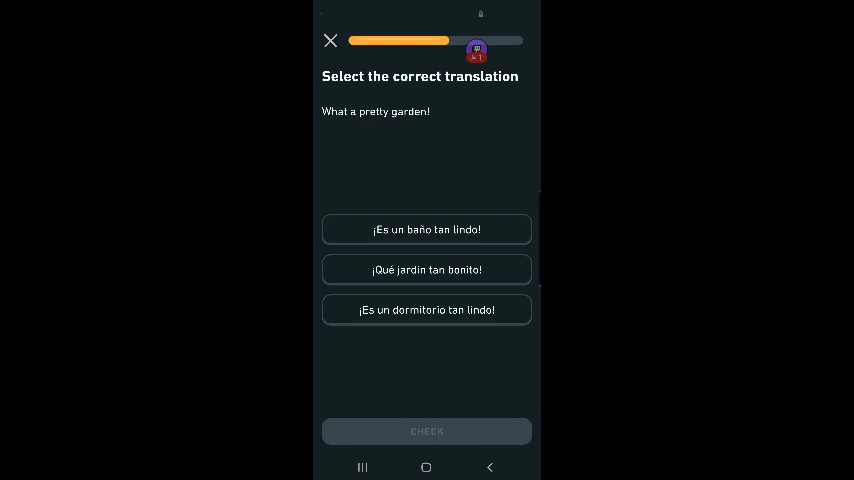 Select the correct translation
What a pretty garden!
¡Es un baño tan lindo!
¡Qué jardín tan bonito!
¡Es un dormitorio tan lindo!
CHECK